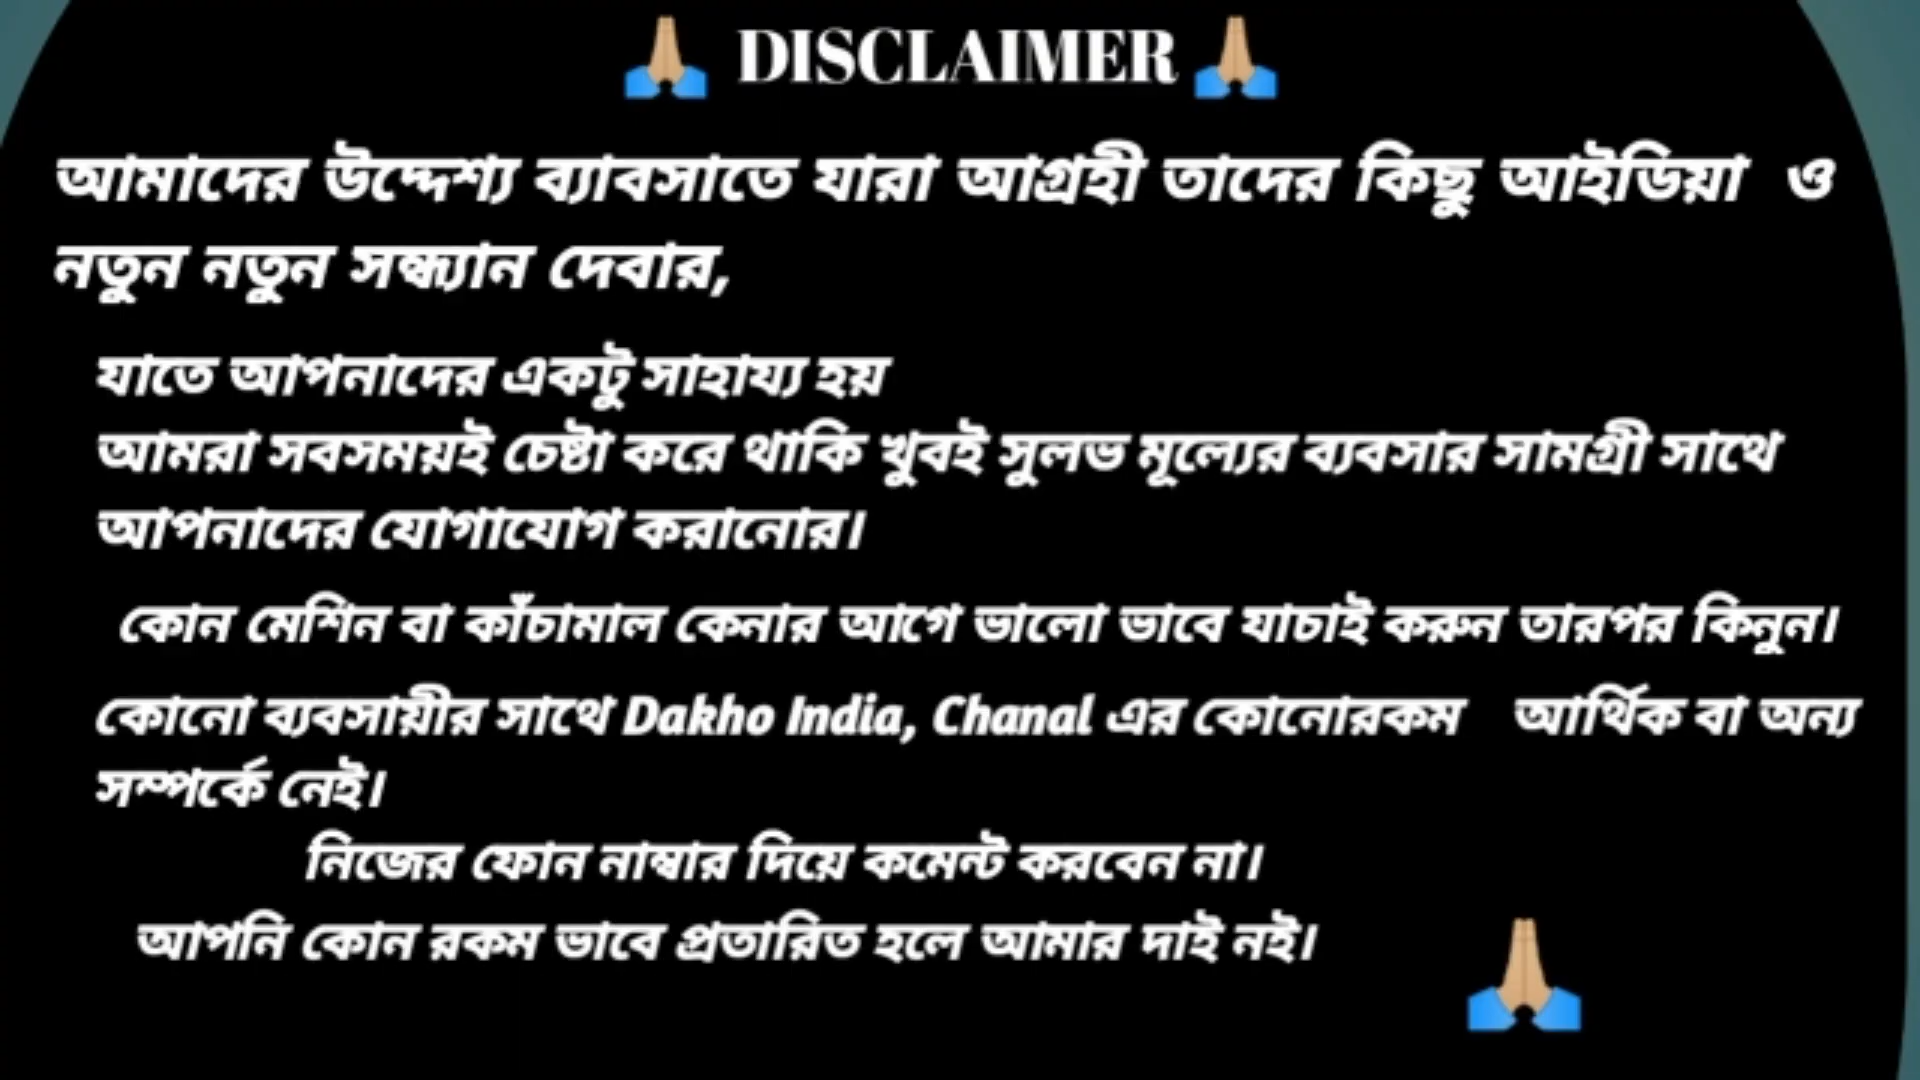 🙏 DISCLAIMER 🙏
আমাদের উদ্দেশ্য ব্যাবসাতে যারা আগ্রহী তাদের কিছু আইডিয়া ও
নতুন নতুন সন্ধ্যান দেবার,
যাতে আপনাদের একটু সাহায্য হয়
আমরা সবসময়ই চেষ্টা করে থাকি খুবই সুলভ মূল্যের ব্যবসার সামগ্রী সাথে
আপনাদের যোগাযোগ করানোর।
কোন মেশিন বা কাঁচামাল কেনার আগে ভালো ভাবে যাচাই করুন তারপর কিনুন।
কোনো ব্যবসায়ীর সাথে Dakho India, Chanal এর কোনোরকম আর্থিক বা অন্য
সম্পর্কে নেই।
নিজের ফোন নাম্বার দিয়ে কমেন্ট করবেন না।
আপনি কোন রকম ভাবে প্রতারিত হলে আমার দাই নই।
🙏